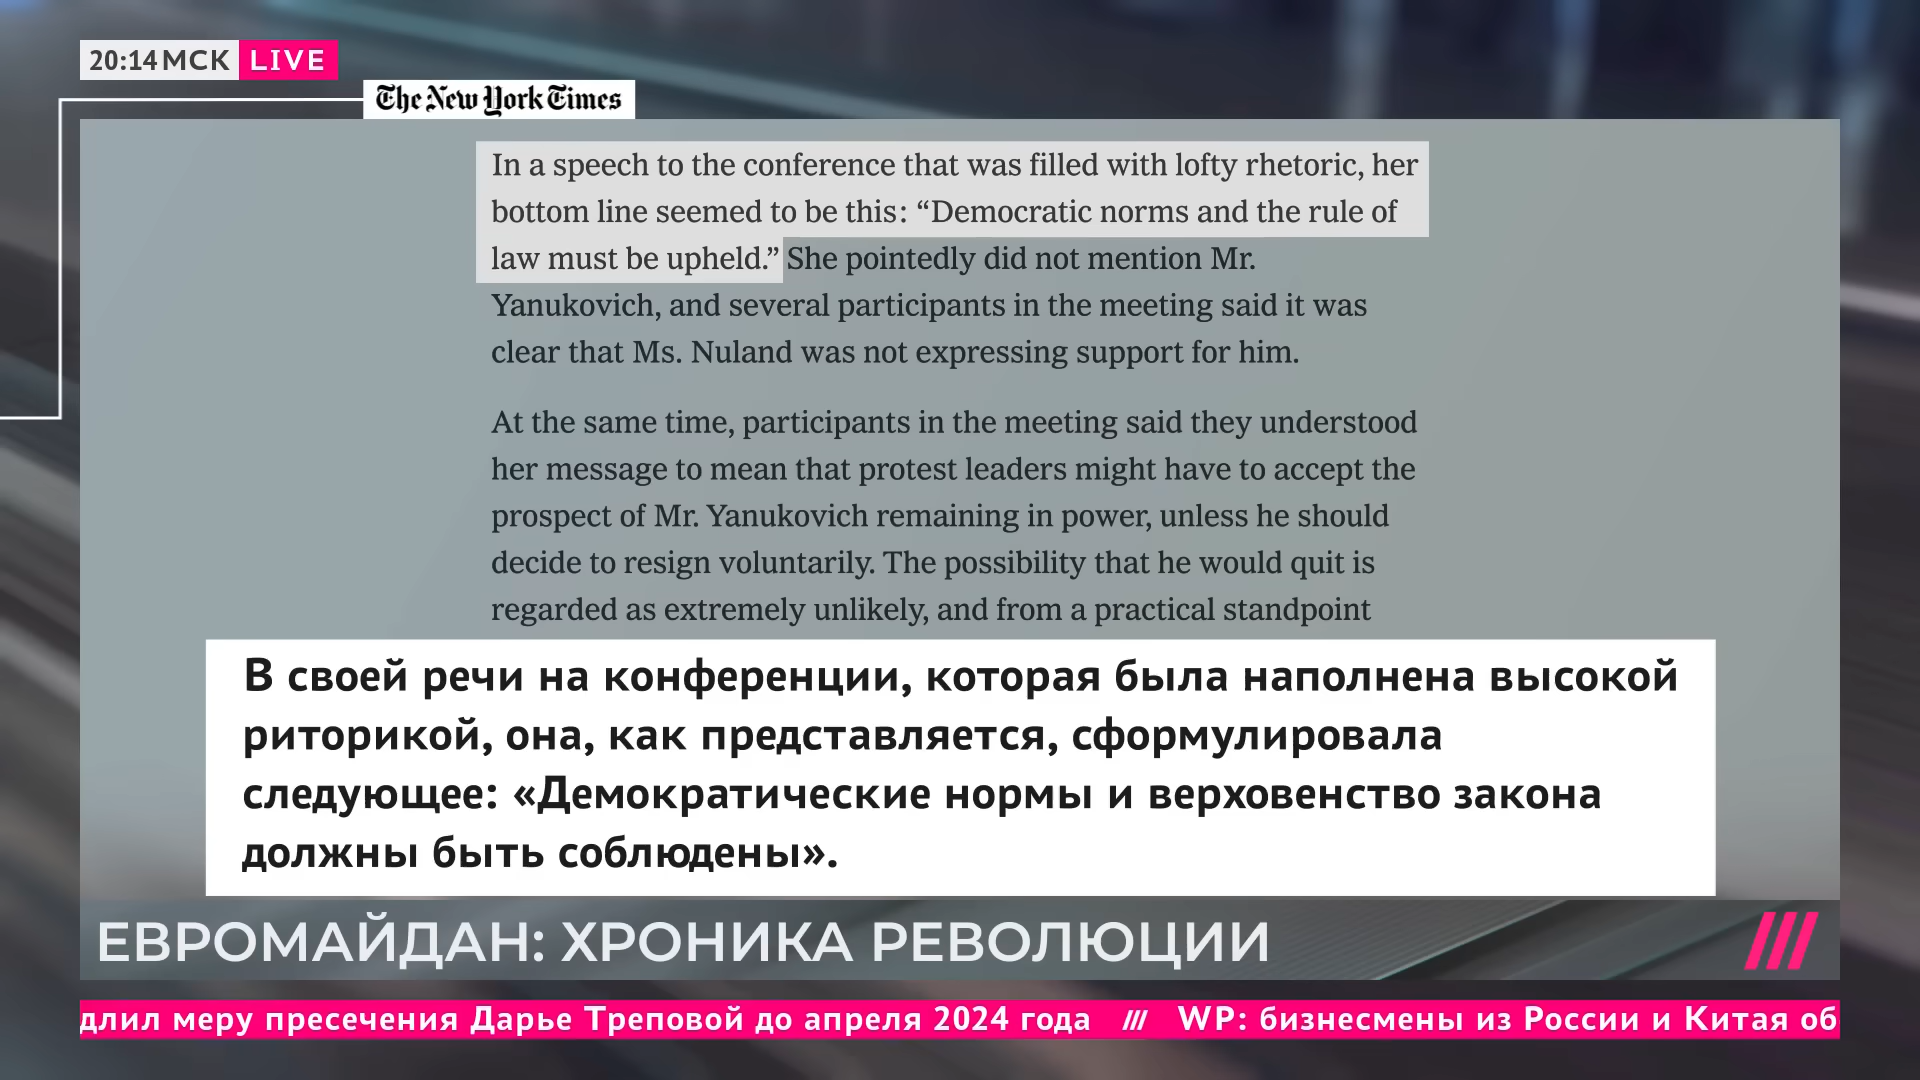 20:14 МСК LIVE
The New York Times
In a speech to the conference that was filled with lofty rhetoric, her
bottom line seemed to be this: “Democratic norms and the rule of
law must be upheld.” She pointedly did not mention Mr.
Yanukovich, and several participants in the meeting said it was
clear that Ms. Nuland was not expressing support for him.
At the same time, participants in the meeting said they understood
her message to mean that protest leaders might have to accept the
prospect of Mr. Yanukovich remaining in power, unless he should
decide to resign voluntarily. The possibility that he would quit is
regarded as extremely unlikely, and from a practical standpoint
В своей речи на конференции, которая была наполнена высокой
риторикой, она, как представляется, сформулировала
следующее: «Демократические нормы и верховенство закона
должны быть соблюдены».
ЕВРОМАЙДАН: ХРОНИКА РЕВОЛЮЦИИ
длил меру пресечения Дарье Треповой до апреля 2024 года /// WP: бизнесмены из России и Китая об